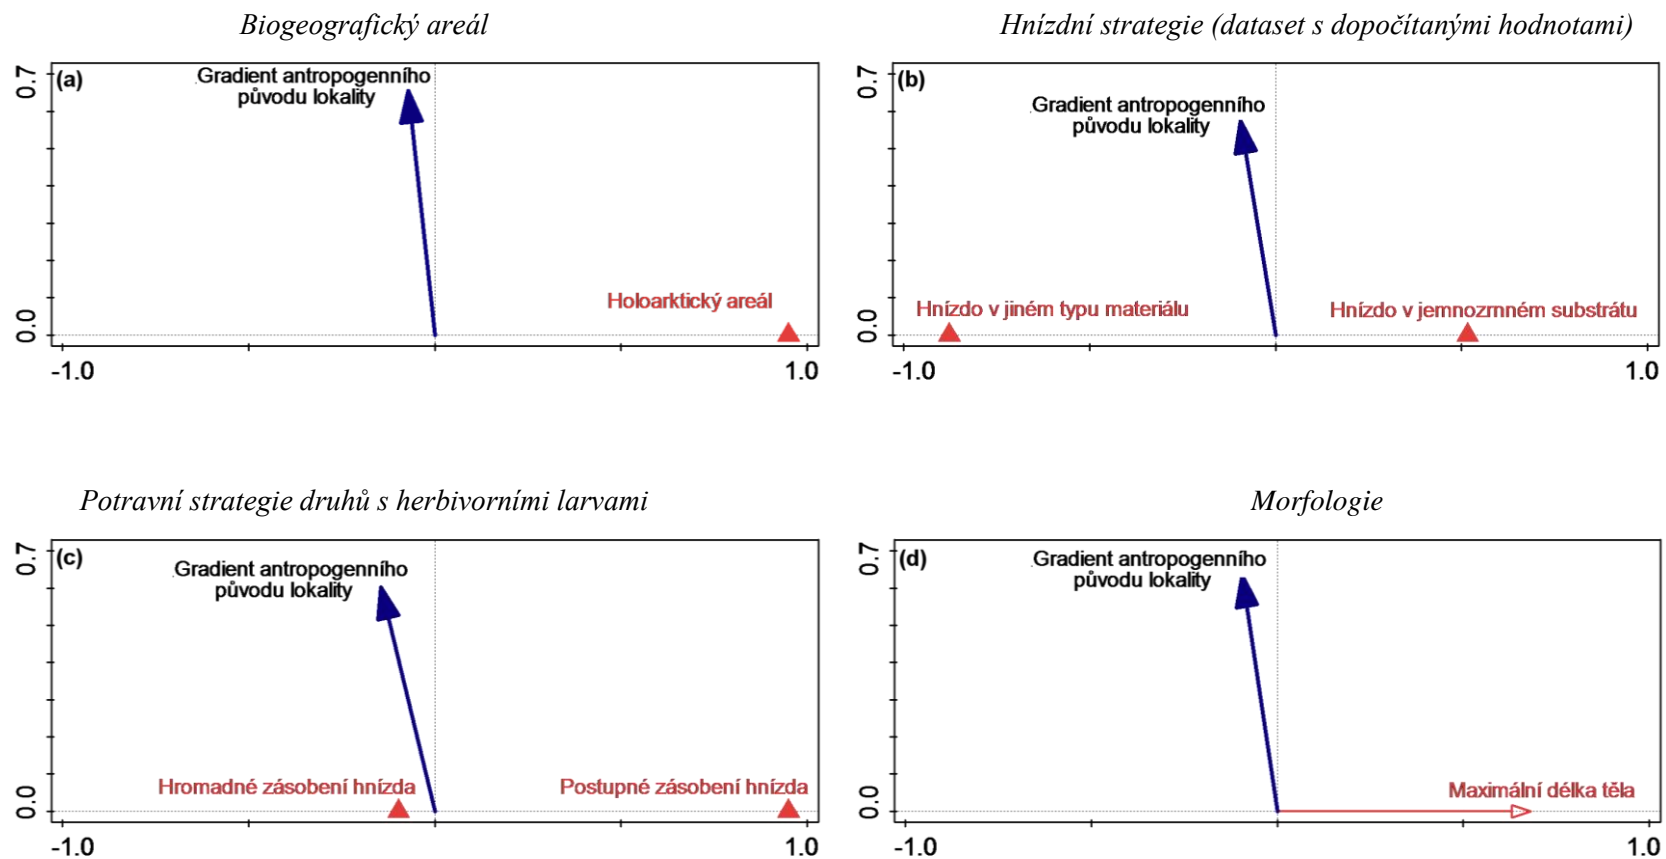 Biogeografický areál
Hnízdní strategie (dataset s dopočítanými hodnotami)
0.7
(a)
Gradient antropogenního
původu lokality
Holoarktický areál
0.0
-1.0
1.0
0.7
(b)
Gradient antropogenního
původu lokality
Hnízdo v jiném typu materiálu
Hnízdo v jemnozrnném substrátu
0.0
-1.0
1.0
Potravní strategie druhů s herbivorními larvami
Morfologie
0.7
(c)
Gradient antropogenního
původu lokality
Hromadné zásobení hnízda
Postupné zásobení hnízda
0.0
-1.0
1.0
0.7
(d)
Gradient antropogenního
původu lokality
Maximální délka těla
0.0
-1.0
1.0